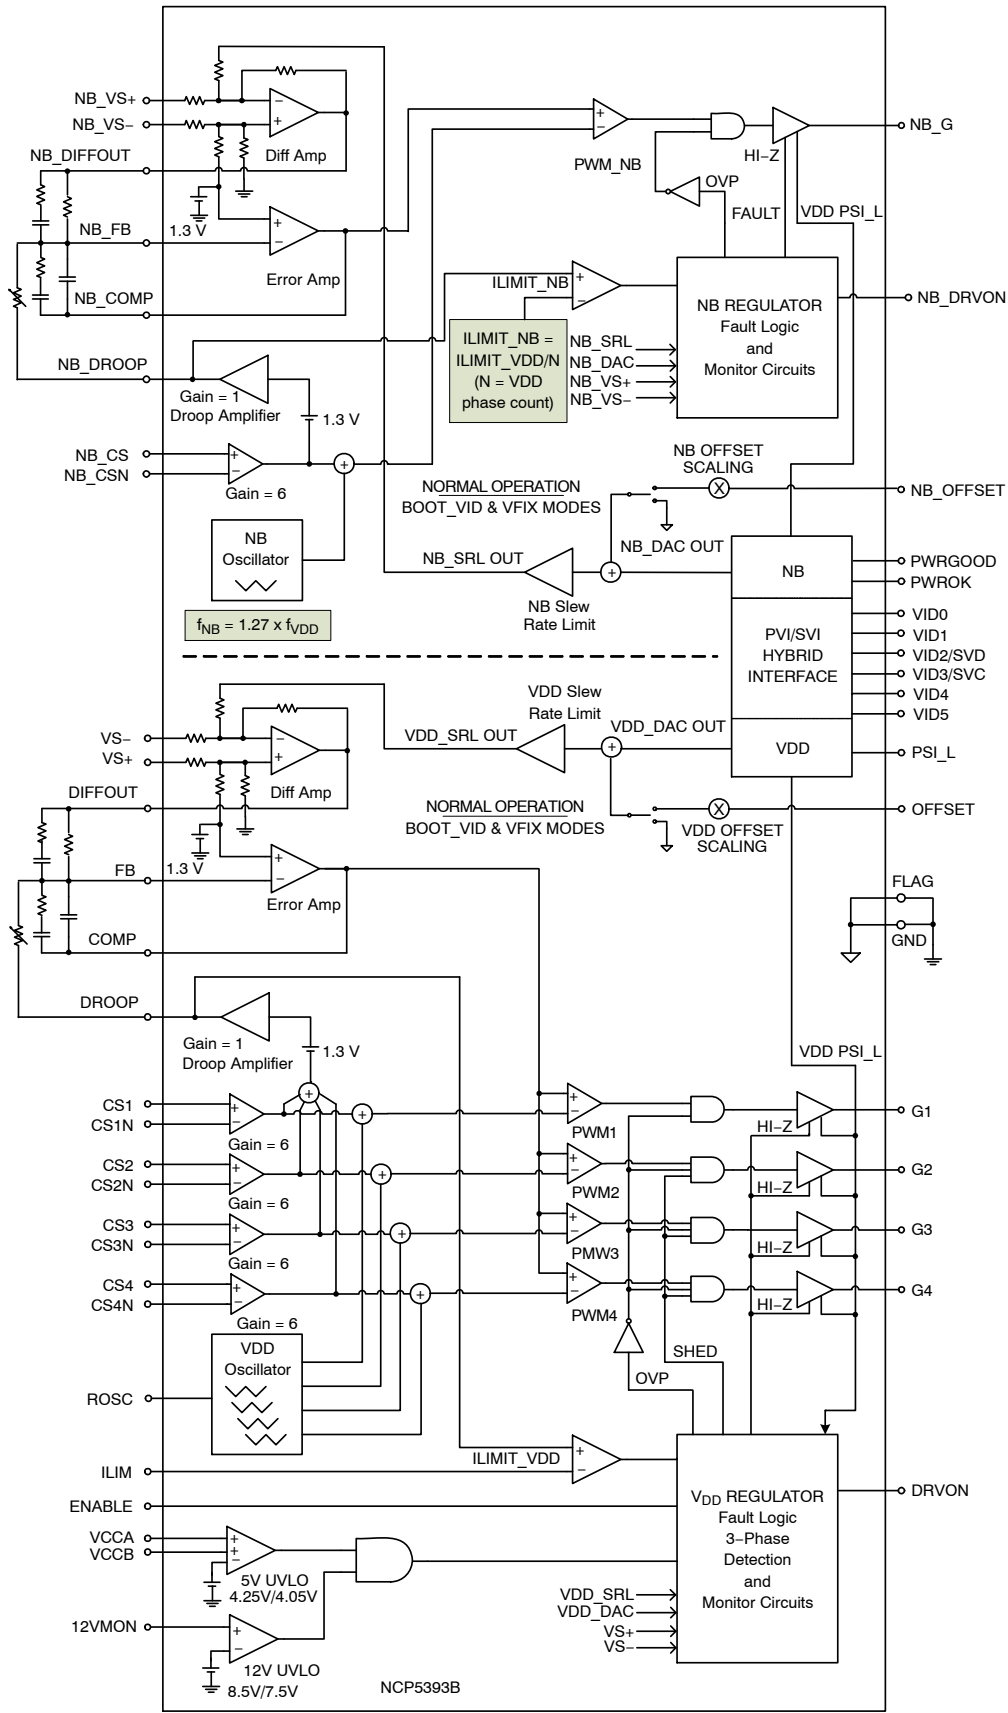 NB_VS+
NB_VS−
Diff Amp
NB_DIFFOUT
1.3 V
NB_FB
Error Amp
NB_COMP
NB_DROOP
Gain = 1
Droop Amplifier
1.3 V
NB_CS
NB_CSN
Gain = 6
NB
Oscillator
fNB = 1.27 x fVDD
PWM_NB
OVP
HI−Z
FAULT
VDD PSI_L
NB_G
ILIMIT_NB
ILIMIT_NB =
ILIMIT_VDD/N
(N = VDD
phase count)
NB_SRL
NB_DAC
NB_VS+
NB_VS−
NB REGULATOR
Fault Logic
and
Monitor Circuits
NB_DRVON
NB OFFSET
SCALING
X
NB_OFFSET
NORMAL OPERATION
BOOT_VID & VFIX MODES
NB_SRL OUT
NB_DAC OUT
NB Slew
Rate Limit
NB
PVI/SVI
HYBRID
INTERFACE
VDD
PWRGOOD
PWROK
VID0
VID1
VID2/SVD
VID3/SVC
VID4
VID5
PSI_L
VS−
VS+
Diff Amp
DIFFOUT
1.3 V
FB
Error Amp
COMP
VDD Slew
Rate Limit
VDD_SRL OUT
VDD_DAC OUT
NORMAL OPERATION
BOOT_VID & VFIX MODES
X
VDD OFFSET
SCALING
OFFSET
FLAG
GND
DROOP
Gain = 1
Droop Amplifier
1.3 V
VDD PSI_L
CS1
CS1N
Gain = 6
PWM1
HI−Z
G1
CS2
CS2N
Gain = 6
PWM2
HI−Z
G2
CS3
CS3N
Gain = 6
PMW3
HI−Z
G3
CS4
CS4N
Gain = 6
PWM4
HI−Z
G4
VDD
Oscillator
ROSC
SHED
OVP
ILIMIT_VDD
ILIM
ENABLE
VCCA
VCCB
5V UVLO
4.25V/4.05V
12VMON
12V UVLO
8.5V/7.5V
VDD REGULATOR
Fault Logic
3−Phase
Detection
and
Monitor Circuits
VDD_SRL
VDD_DAC
VS+
VS−
DRVON
NCP5393B